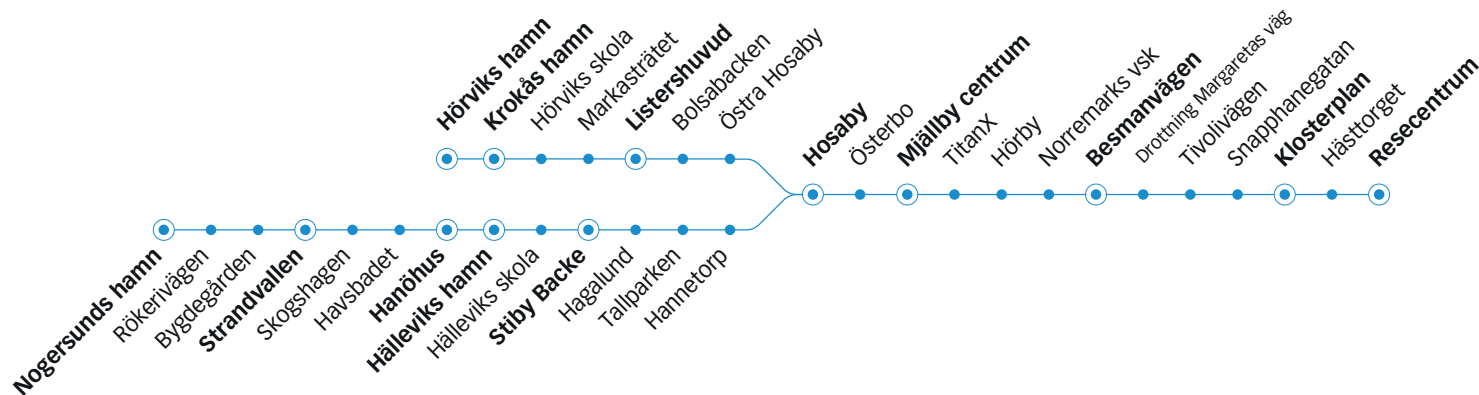 Hörviks hamn
Krokås hamn
Hörviks skola
Markasträtet
Listershuvud
Bolsabacken
Östra Hosaby
Hosaby
Österbo
Mjällby centrum
TitanX
Hörby
Norremarks vsk
Besmanvägen
Drottning Margaretas väg
Tivolivägen
Snapphanegatan
Klosterplan
Hästtorget
Resecentrum
Nogersunds hamn
Rökerivägen
Bygdegården
Strandvallen
Skogshagen
Havsbadet
Hanöhus
Hälleviks hamn
Hälleviks skola
Stiby Backe
Hagalund
Tallparken
Hannetorp